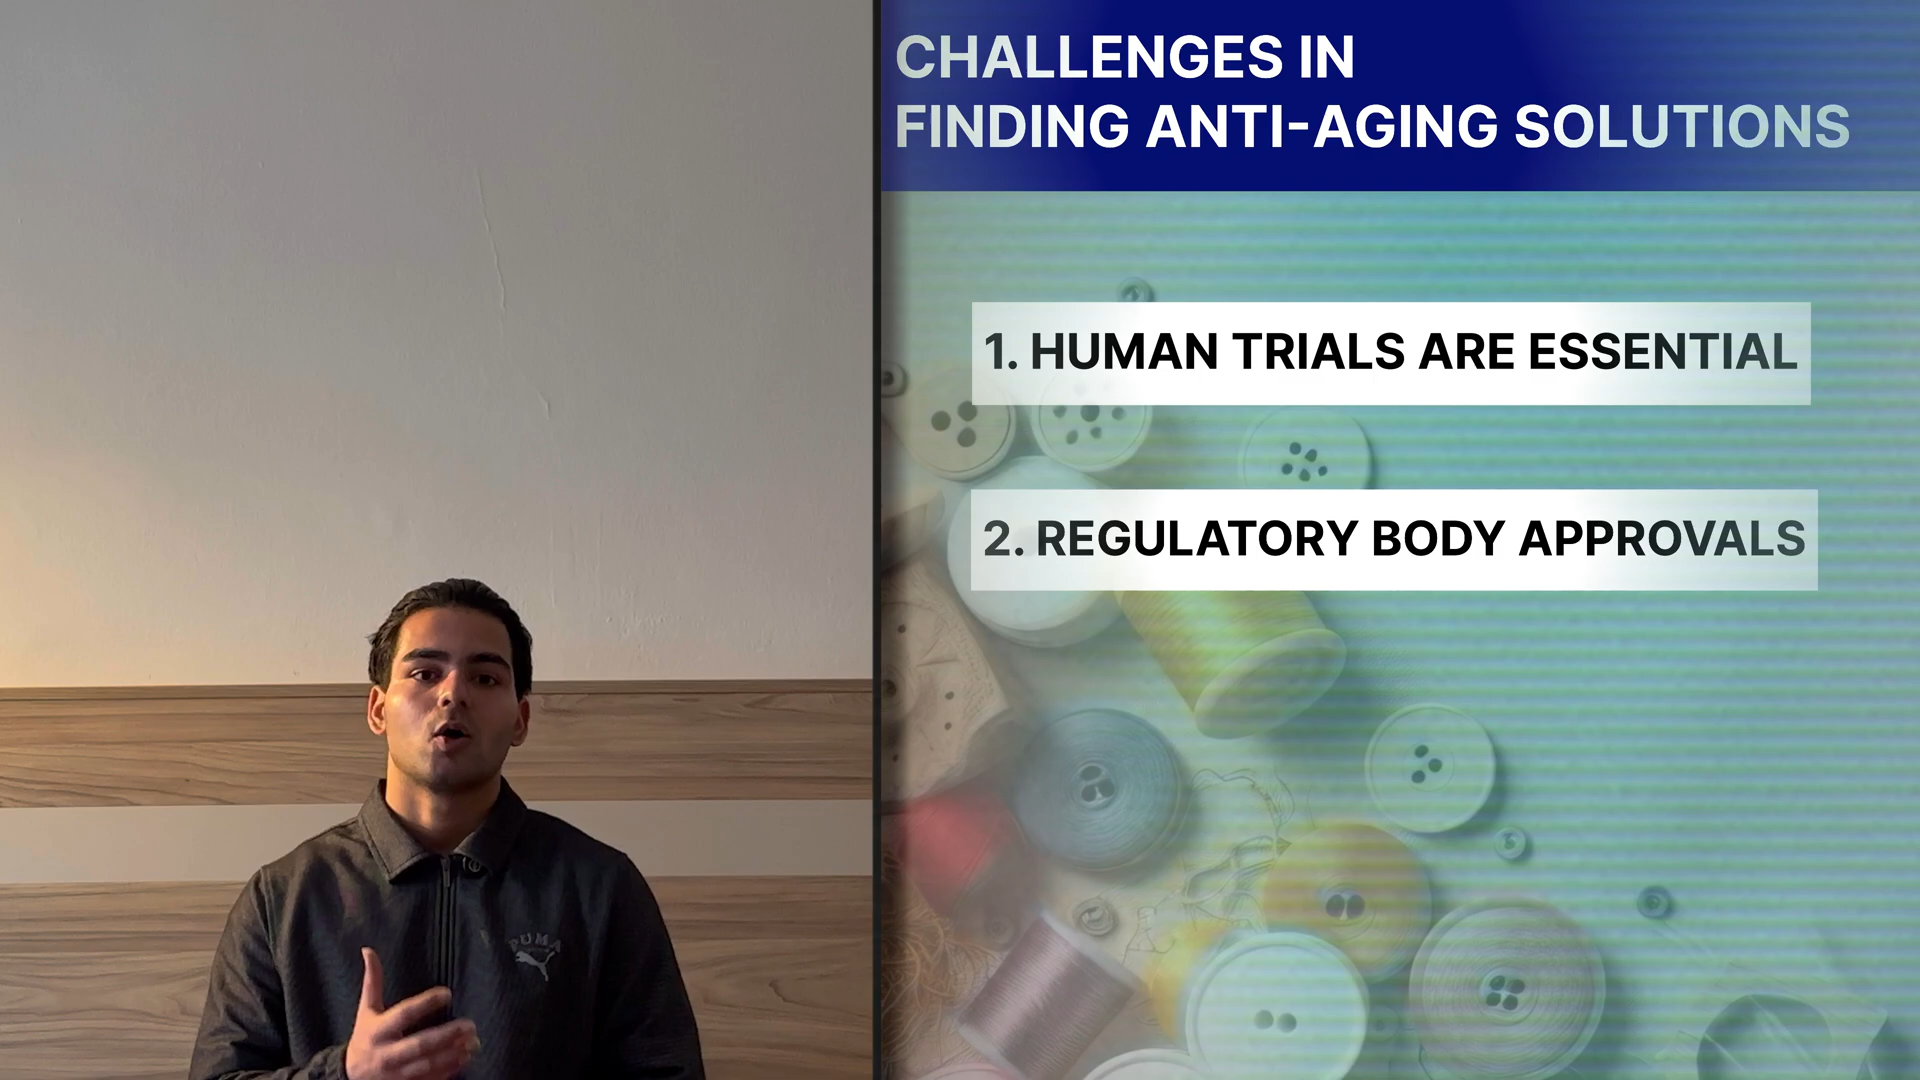 CHALLENGES IN
FINDING ANTI-AGING SOLUTIONS
1. HUMAN TRIALS ARE ESSENTIAL
2. REGULATORY BODY APPROVALS
PUMA